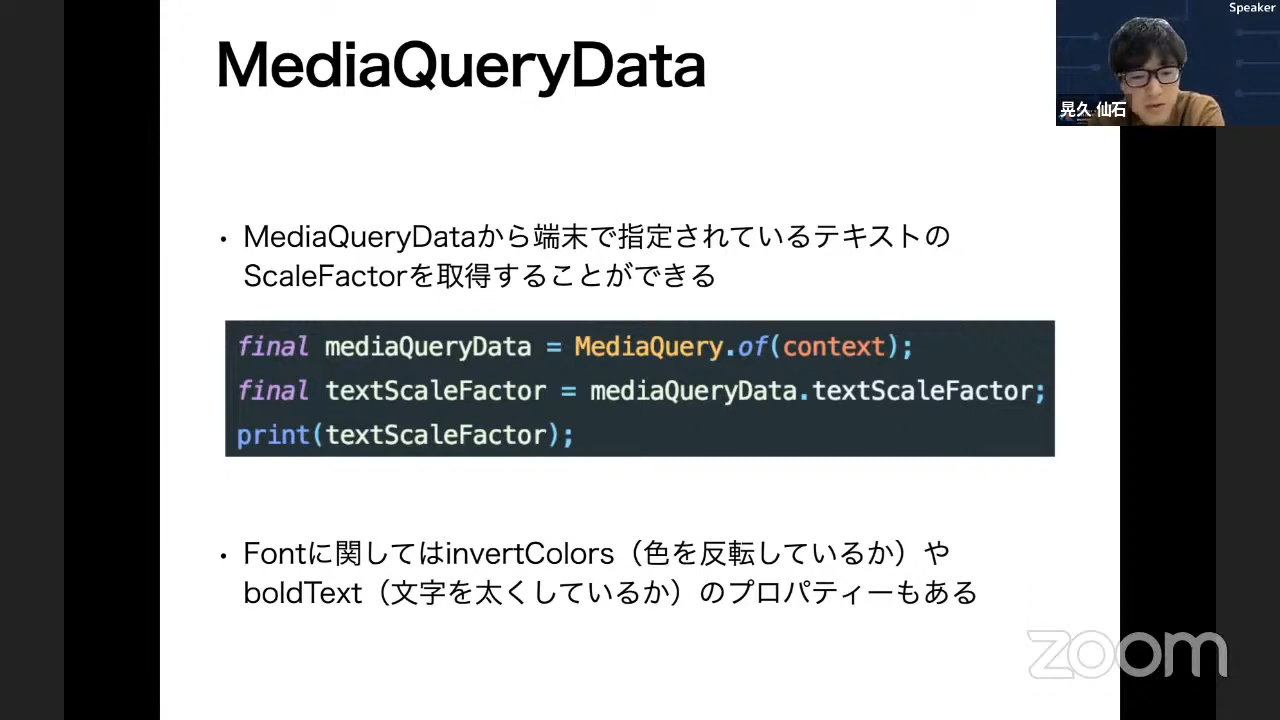 MediaQueryData
Speaker
晃久 仙石
・MediaQueryDataから端末で指定されているテキストの
ScaleFactorを取得することができる
final mediaQueryData = MediaQuery.of(context);
final textScaleFactor = mediaQueryData.textScaleFactor;
print(textScaleFactor);
・Fontに関してはinvertColors（色を反転しているか）や
boldText（文字を太くしているか）のプロパティーもある
zoom